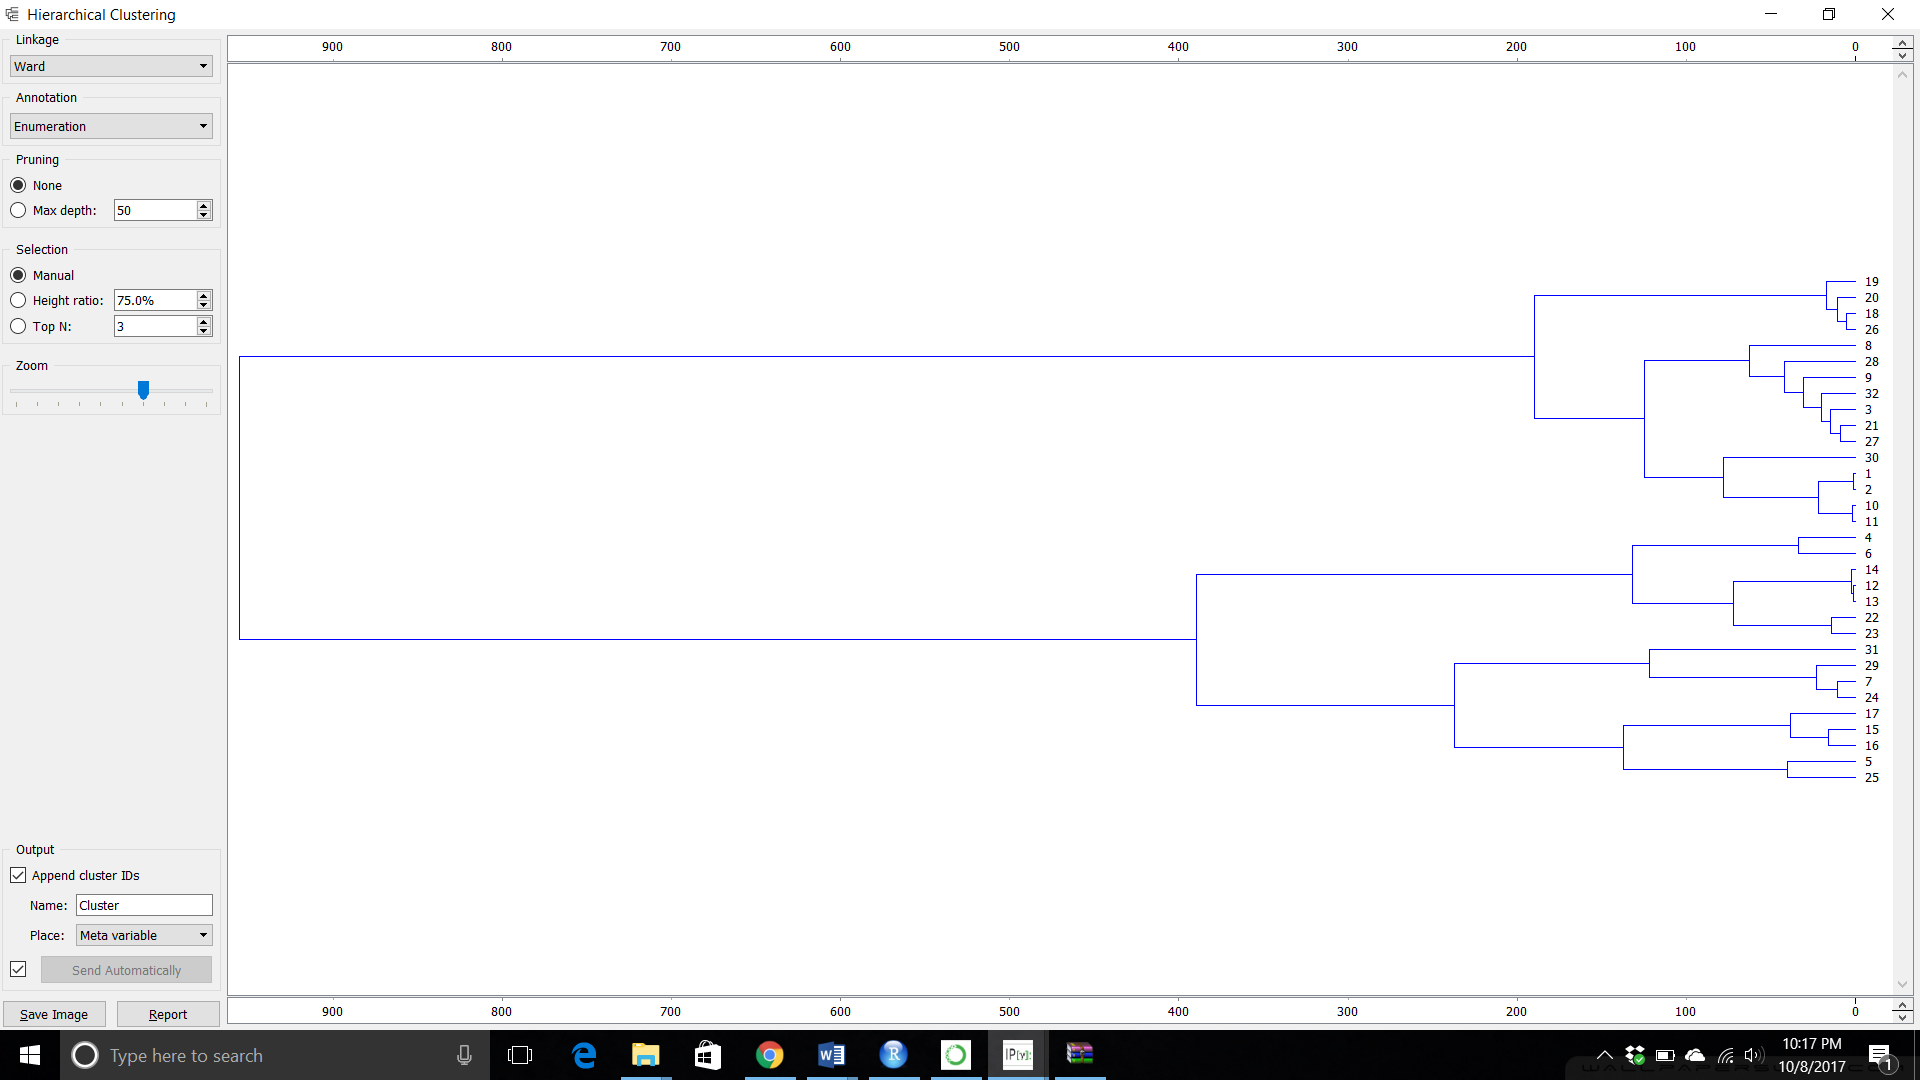 Hierarchical Clustering
Linkage
Ward
Annotation
Enumeration
Pruning
None
Max depth: 50
Selection
Manual
Height ratio: 75.0%
Top N: 3
Zoom
Output
Append cluster IDs
Name: Cluster
Place: Meta variable
Send Automatically
Save Image Report
900 800 700 600 500 400 300 200 100 0
19
20
18
26
8
28
9
32
3
21
27
30
1
2
10
11
4
6
14
12
13
22
23
31
29
7
24
17
15
16
5
25
900 800 700 600 500 400 300 200 100 0
Type here to search
W
R
IP[y]:
10:17 PM
10/8/2017
1